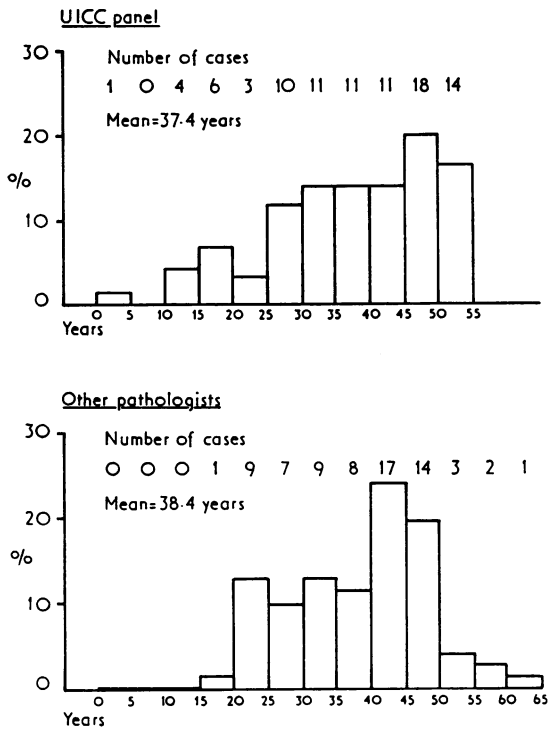 UICC panel
30
Number of cases
1 0 4 6 3 10 11 11 11 18 14
Mean=37·4 years
20
%
10
0
0 5 10 15 20 25 30 35 40 45 50 55
Years
Other pathologists
30
Number of cases
0 0 0 1 9 7 9 8 17 14 3 2 1
Mean=38·4 years
20
%
10
0
0 5 10 15 20 25 30 35 40 45 50 55 60 65
Years